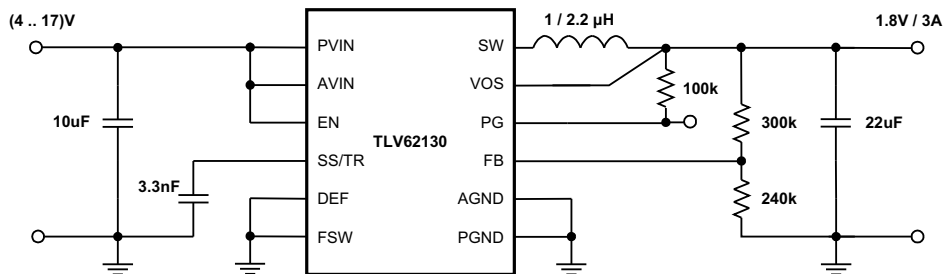 (4 .. 17)V
1 / 2.2 µH
1.8V / 3A
PVIN
SW
AVIN
VOS
100k
10uF
EN
PG
300k
22uF
TLV62130
SS/TR
FB
3.3nF
DEF
AGND
240k
FSW
PGND